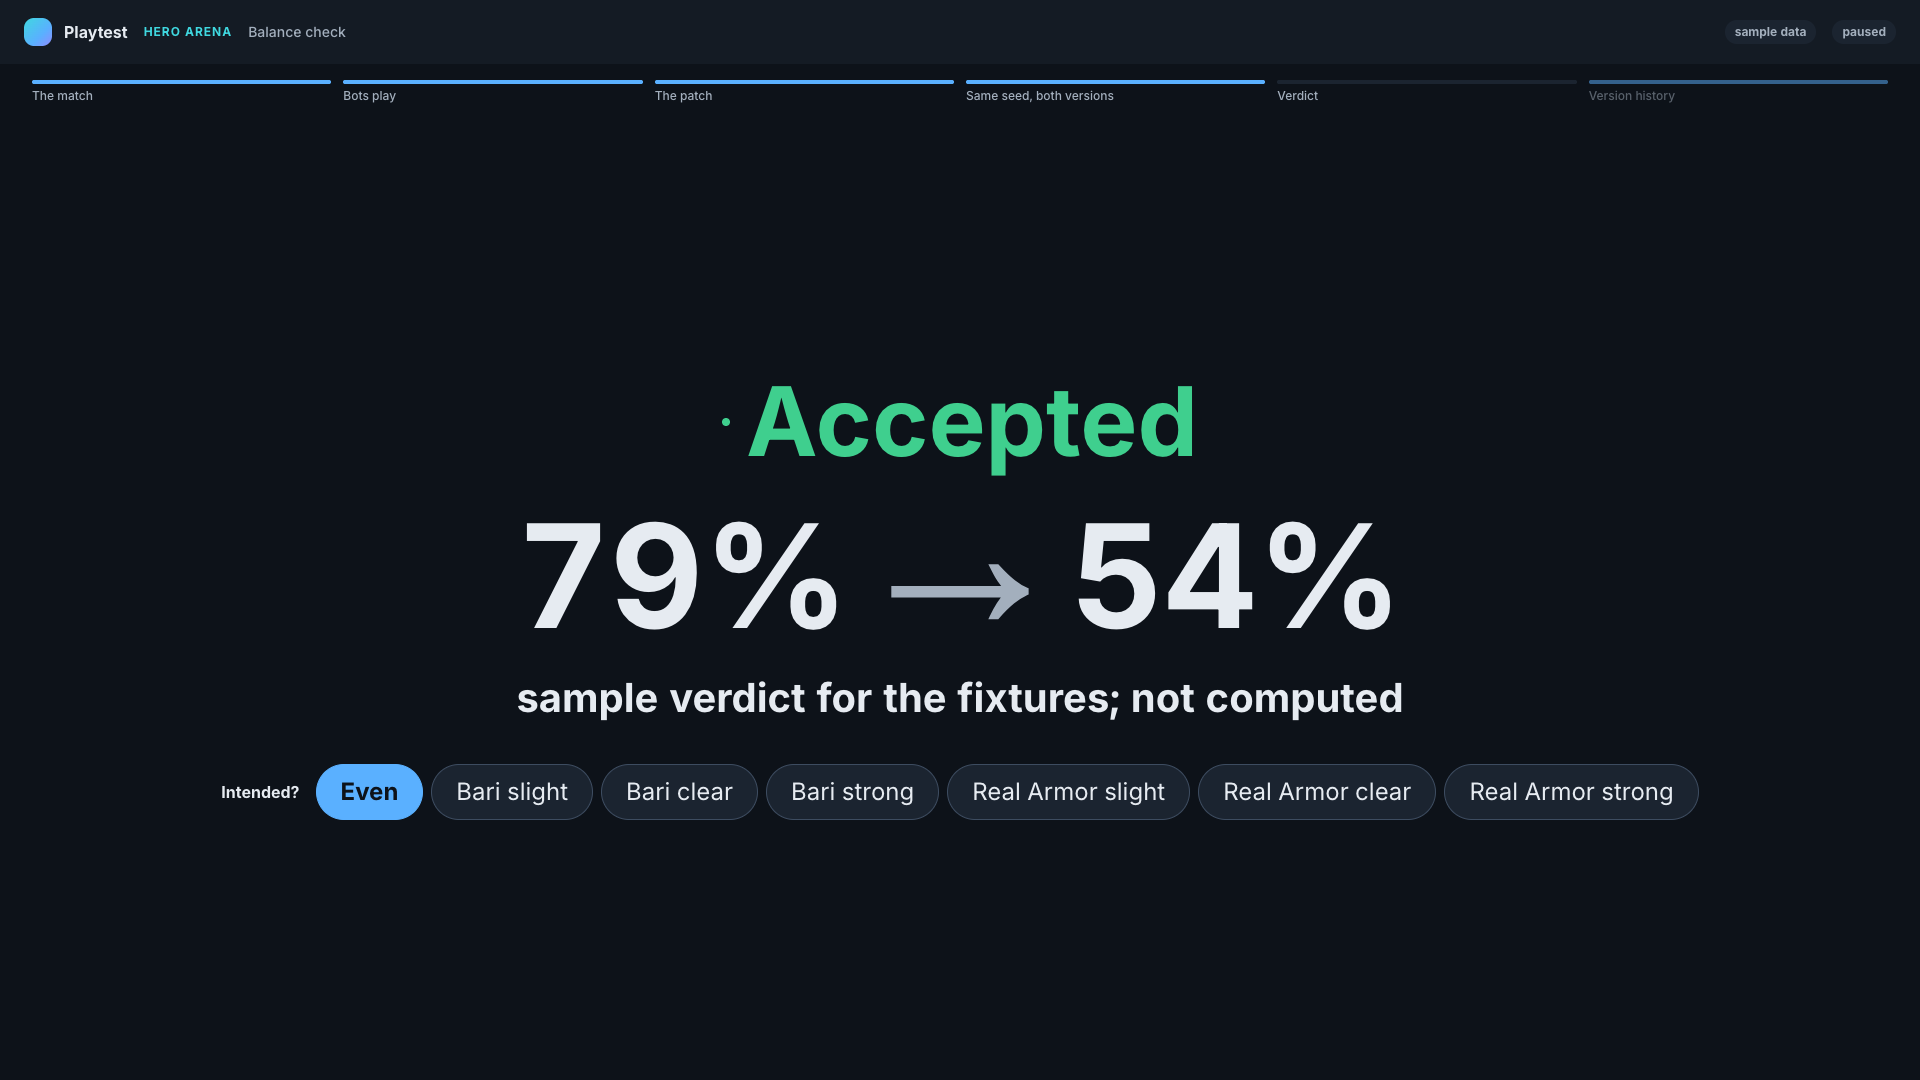 Playtest HERO ARENA Balance check sample data paused
The match Bots play The patch Same seed, both versions Verdict Version history
Accepted
79% → 54%
sample verdict for the fixtures; not computed
Intended? Even Bari slight Bari clear Bari strong Real Armor slight Real Armor clear Real Armor strong